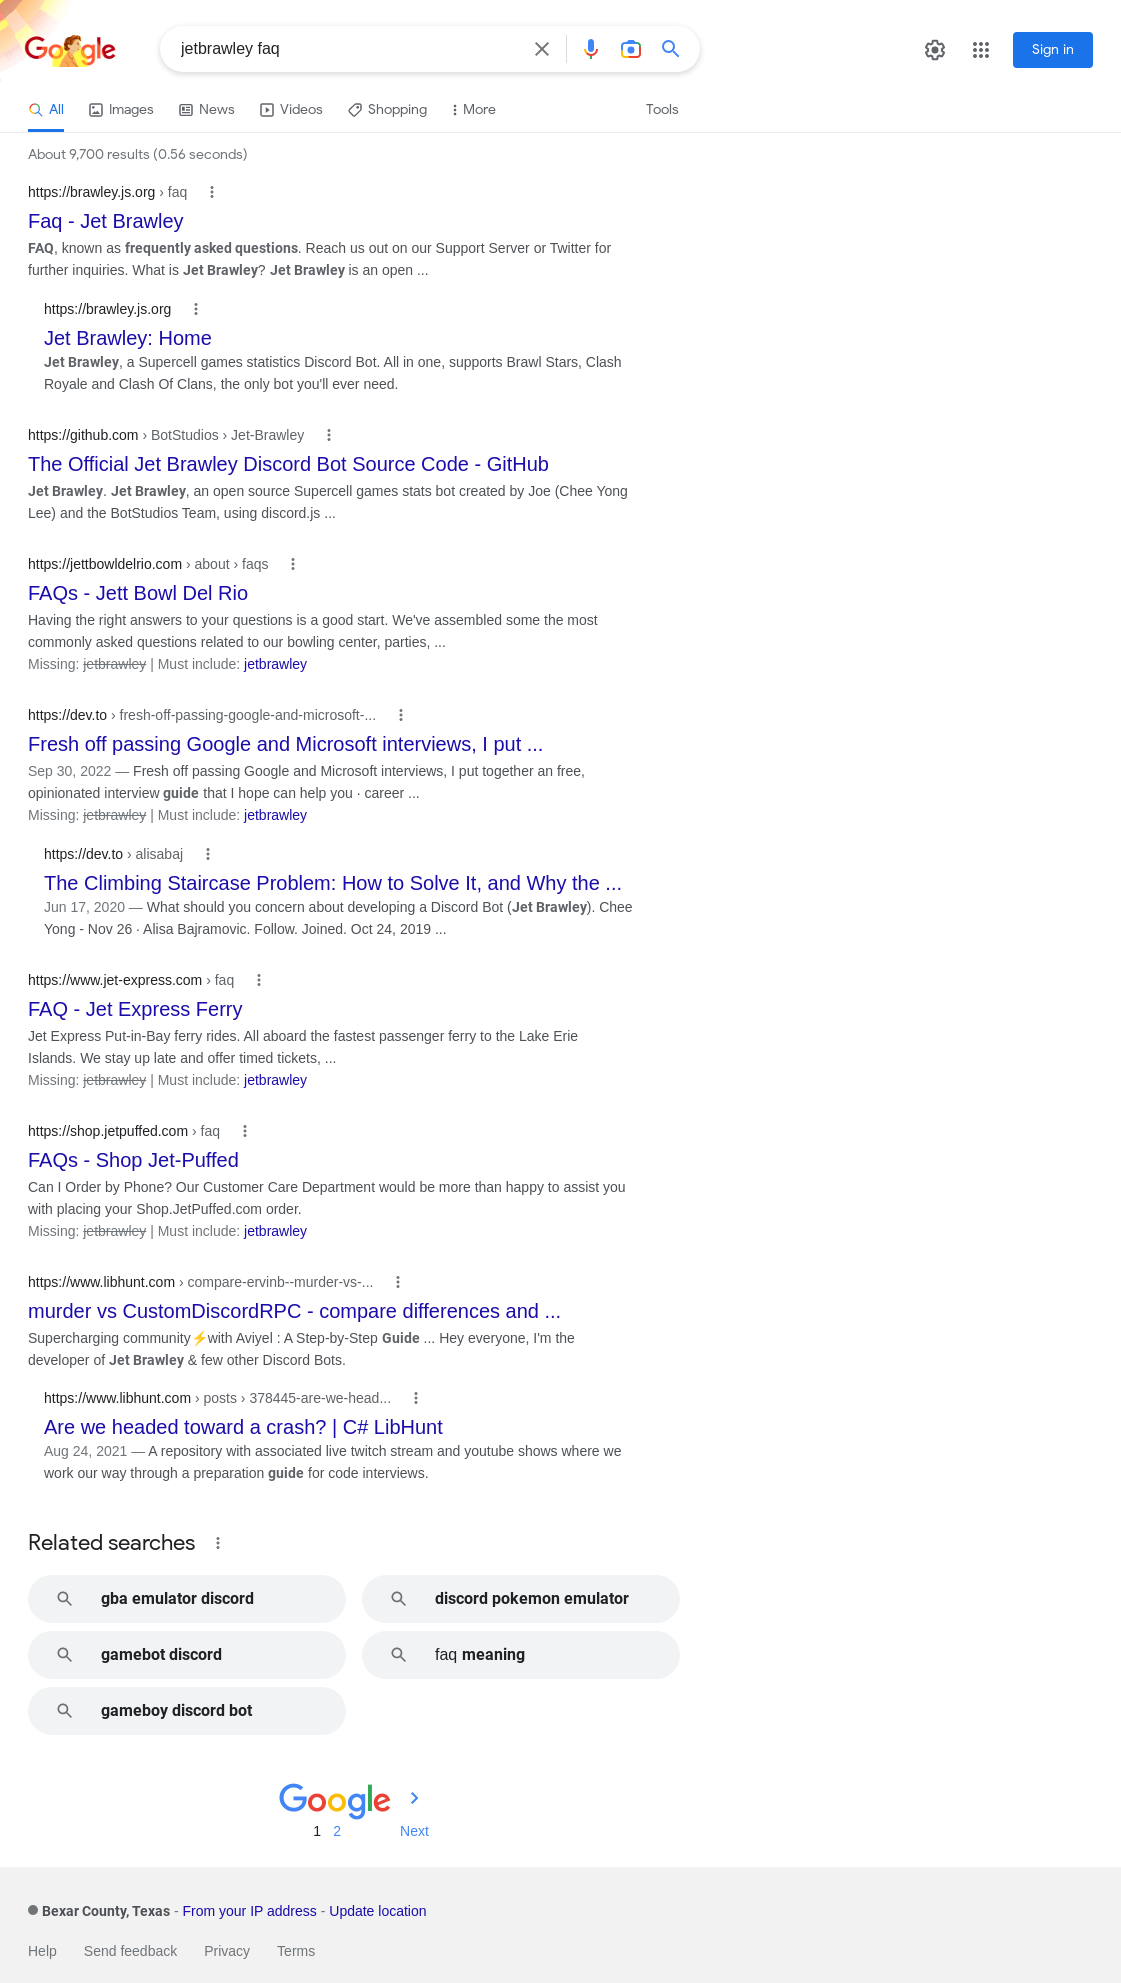 Google
jetbrawley faq
Sign in
All
Images
News
Videos
Shopping
More
Tools
About 9,700 results (0.56 seconds)
https://brawley.js.org › faq
Faq - Jet Brawley
FAQ, known as frequently asked questions. Reach us out on our Support Server or Twitter for
further inquiries. What is Jet Brawley? Jet Brawley is an open ...
https://brawley.js.org
Jet Brawley: Home
Jet Brawley, a Supercell games statistics Discord Bot. All in one, supports Brawl Stars, Clash
Royale and Clash Of Clans, the only bot you'll ever need.
https://github.com › BotStudios › Jet-Brawley
The Official Jet Brawley Discord Bot Source Code - GitHub
Jet Brawley. Jet Brawley, an open source Supercell games stats bot created by Joe (Chee Yong
Lee) and the BotStudios Team, using discord.js ...
https://jettbowldelrio.com › about › faqs
FAQs - Jett Bowl Del Rio
Having the right answers to your questions is a good start. We've assembled some the most
commonly asked questions related to our bowling center, parties, ...
Missing: jetbrawley | Must include: jetbrawley
https://dev.to › fresh-off-passing-google-and-microsoft-...
Fresh off passing Google and Microsoft interviews, I put ...
Sep 30, 2022 — Fresh off passing Google and Microsoft interviews, I put together an free,
opinionated interview guide that I hope can help you · career ...
Missing: jetbrawley | Must include: jetbrawley
https://dev.to › alisabaj
The Climbing Staircase Problem: How to Solve It, and Why the ...
Jun 17, 2020 — What should you concern about developing a Discord Bot (Jet Brawley). Chee
Yong - Nov 26 · Alisa Bajramovic. Follow. Joined. Oct 24, 2019 ...
https://www.jet-express.com › faq
FAQ - Jet Express Ferry
Jet Express Put-in-Bay ferry rides. All aboard the fastest passenger ferry to the Lake Erie
Islands. We stay up late and offer timed tickets, ...
Missing: jetbrawley | Must include: jetbrawley
https://shop.jetpuffed.com › faq
FAQs - Shop Jet-Puffed
Can I Order by Phone? Our Customer Care Department would be more than happy to assist you
with placing your Shop.JetPuffed.com order.
Missing: jetbrawley | Must include: jetbrawley
https://www.libhunt.com › compare-ervinb--murder-vs-...
murder vs CustomDiscordRPC - compare differences and ...
Supercharging community⚡with Aviyel : A Step-by-Step Guide ... Hey everyone, I'm the
developer of Jet Brawley & few other Discord Bots.
https://www.libhunt.com › posts › 378445-are-we-head...
Are we headed toward a crash? | C# LibHunt
Aug 24, 2021 — A repository with associated live twitch stream and youtube shows where we
work our way through a preparation guide for code interviews.
Related searches
gba emulator discord
discord pokemon emulator
gamebot discord
faq meaning
gameboy discord bot
Google
1 2 Next
Bexar County, Texas - From your IP address - Update location
Help Send feedback Privacy Terms